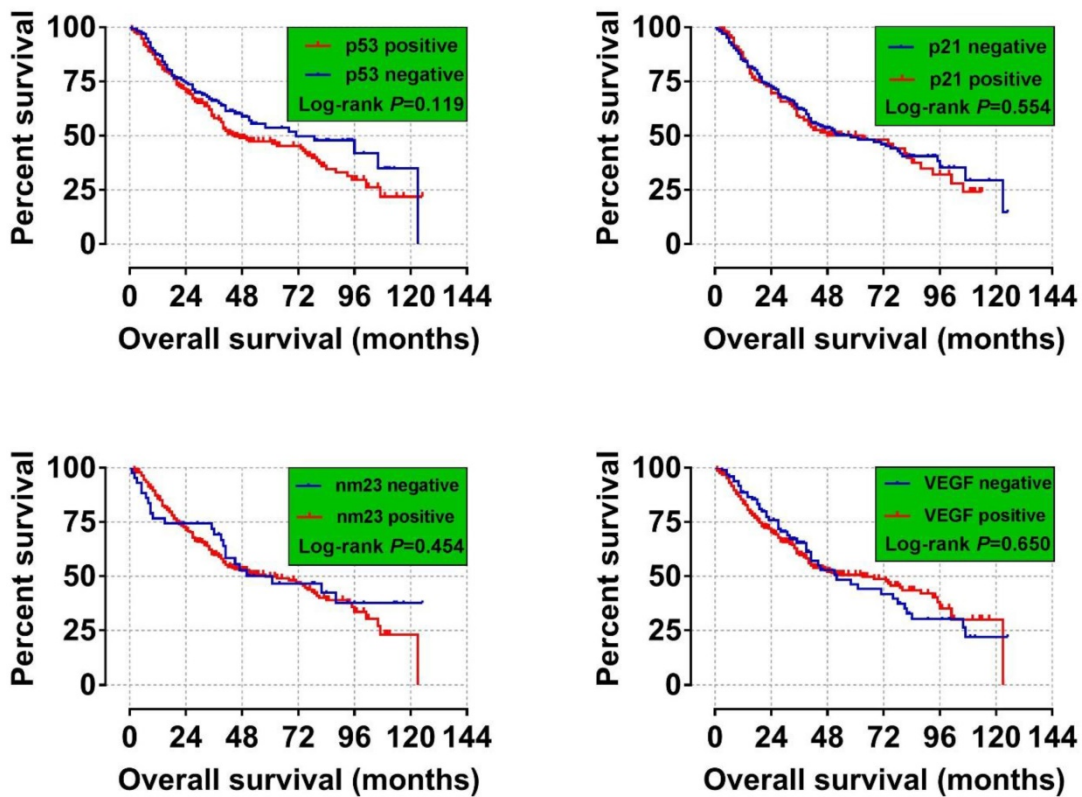 100
75
50
25
0
Percent survival
p53 positive
p53 negative
Log-rank P=0.119
0 24 48 72 96 120 144
Overall survival (months)
100
75
50
25
0
Percent survival
p21 negative
p21 positive
Log-rank P=0.554
0 24 48 72 96 120 144
Overall survival (months)
100
75
50
25
0
Percent survival
nm23 negative
nm23 positive
Log-rank P=0.454
0 24 48 72 96 120 144
Overall survival (months)
100
75
50
25
0
Percent survival
VEGF negative
VEGF positive
Log-rank P=0.650
0 24 48 72 96 120 144
Overall survival (months)